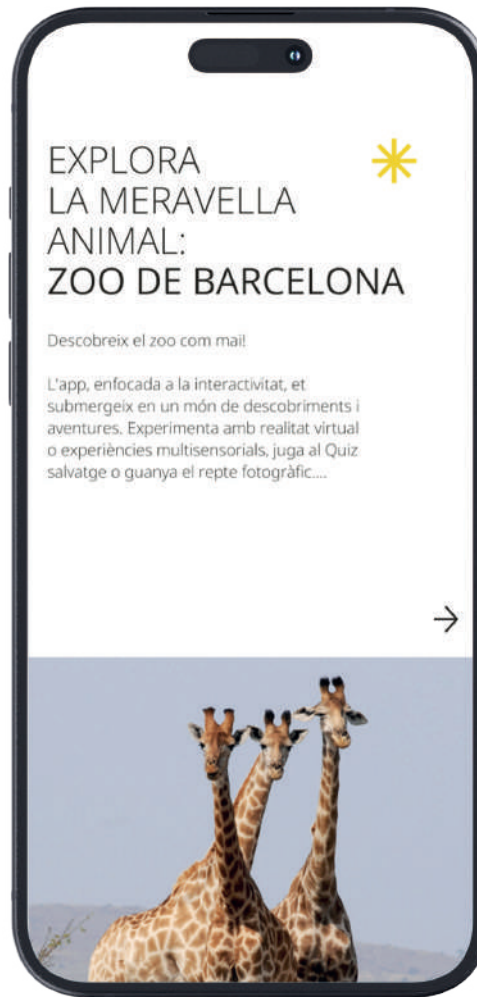 EXPLORA
LA MERAVELLA
ANIMAL:
ZOO DE BARCELONA
Descobreix el zoo com mai!
L'app, enfocada a la interactivitat, et
submergeix en un món de descobriments i
aventures. Experimenta amb realitat virtual
o experiències multisensorials, juga al Quiz
salvatge o guanya el repte fotogràfic....